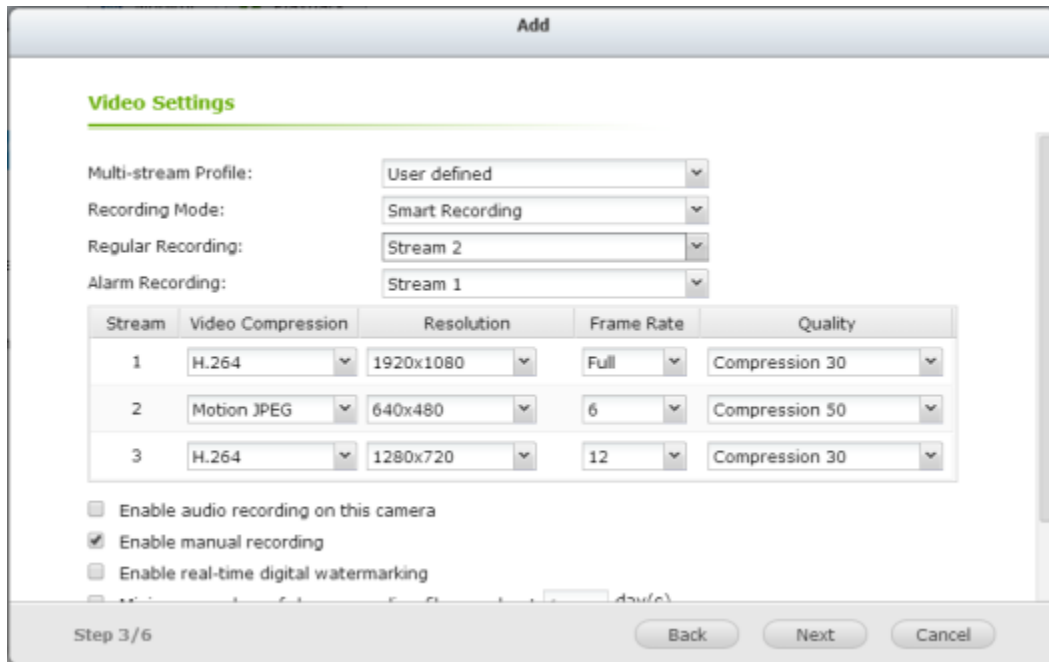 Add
Video Settings
Multi-stream Profile: User defined
Recording Mode: Smart Recording
Regular Recording: Stream 2
Alarm Recording: Stream 1
Stream Video Compression Resolution Frame Rate Quality
1 H.264 1920x1080 Full Compression 30
2 Motion JPEG 640x480 6 Compression 50
3 H.264 1280x720 12 Compression 30
Enable audio recording on this camera
Enable manual recording
Enable real-time digital watermarking
day(s)
Step 3/6 Back Next Cancel